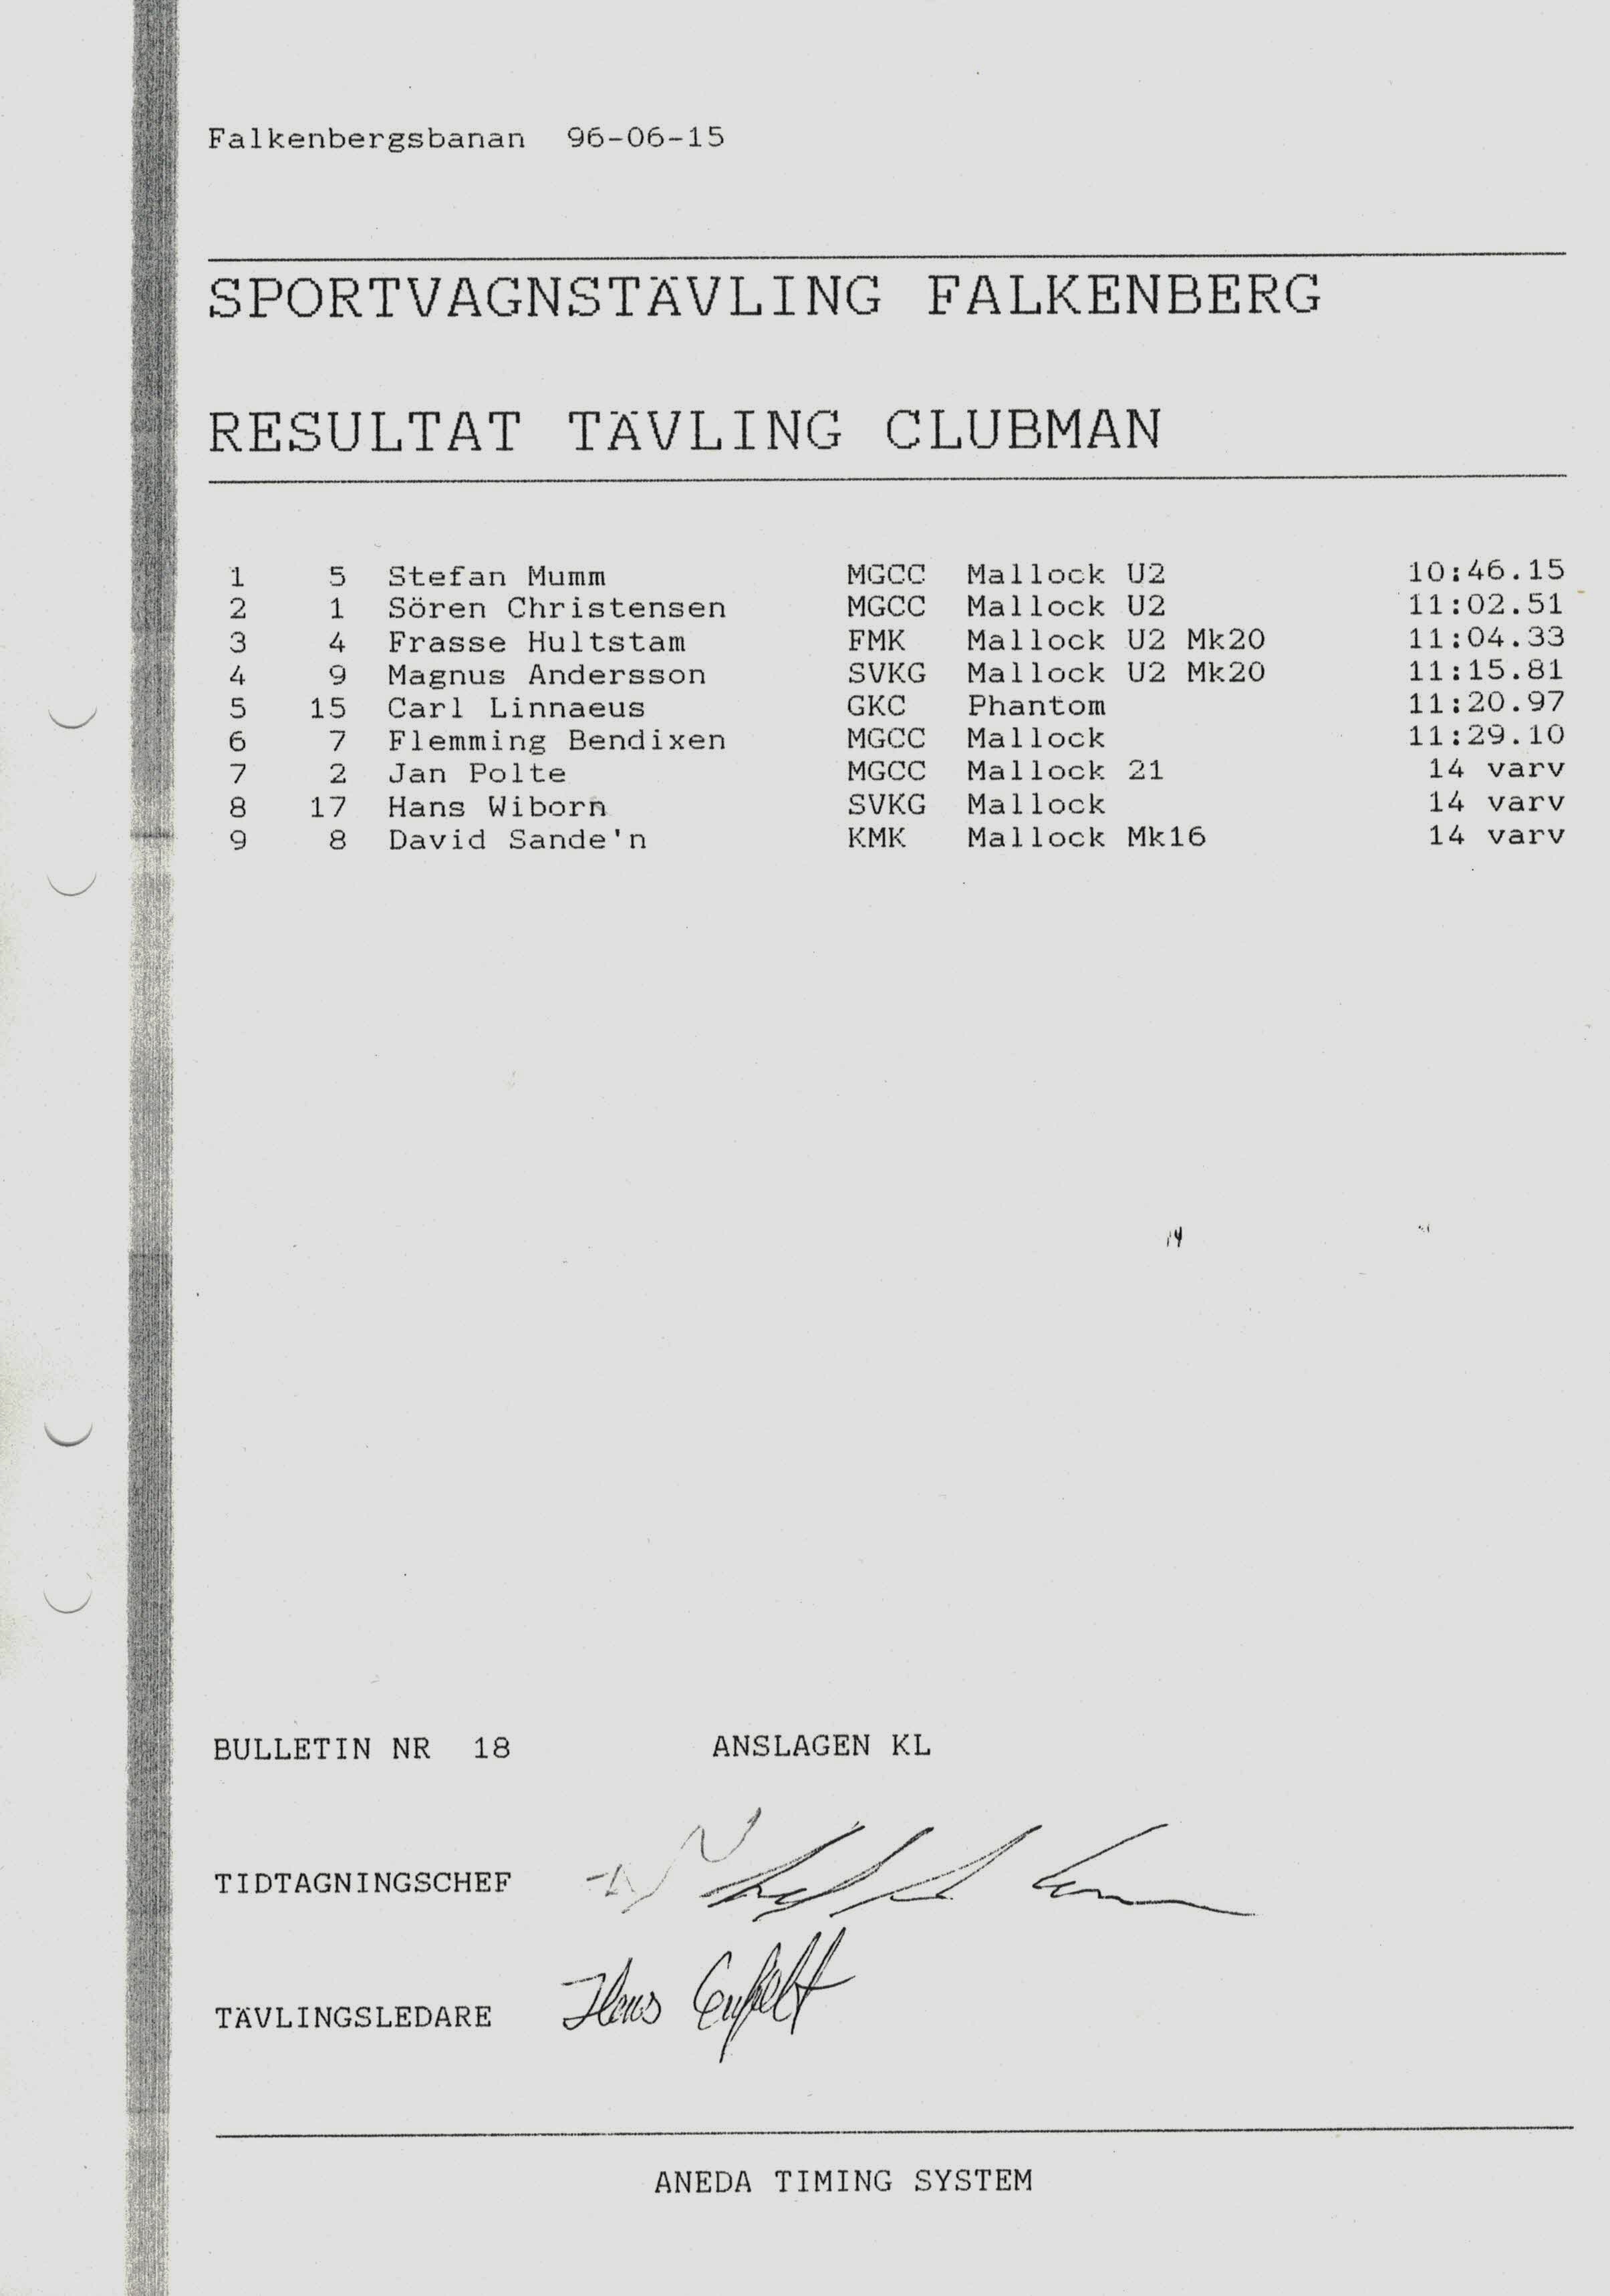 Falkenbergsbanan 96-06-15
SPORTVAGNSTÄVLING FALKENBERG
RESULTAT TÄVLING CLUBMAN
1 5 Stefan Mumm MGCC Mallock U2 10:46.15
2 1 Sören Christensen MGCC Mallock U2 11:02.51
3 4 Frasse Hultstam FMK Mallock U2 Mk20 11:04.33
4 9 Magnus Andersson SVKG Mallock U2 Mk20 11:15.81
5 15 Carl Linnaeus GKC Phantom 11:20.97
6 7 Flemming Bendixen MGCC Mallock 11:29.10
7 2 Jan Polte MGCC Mallock 21 14 varv
8 17 Hans Wiborn SVKG Mallock 14 varv
9 8 David Sande'n KMK Mallock Mk16 14 varv
BULLETIN NR 18 ANSLAGEN KL
TIDTAGNINGSCHEF
TÄVLINGSLEDARE Hans
ANEDA TIMING SYSTEM